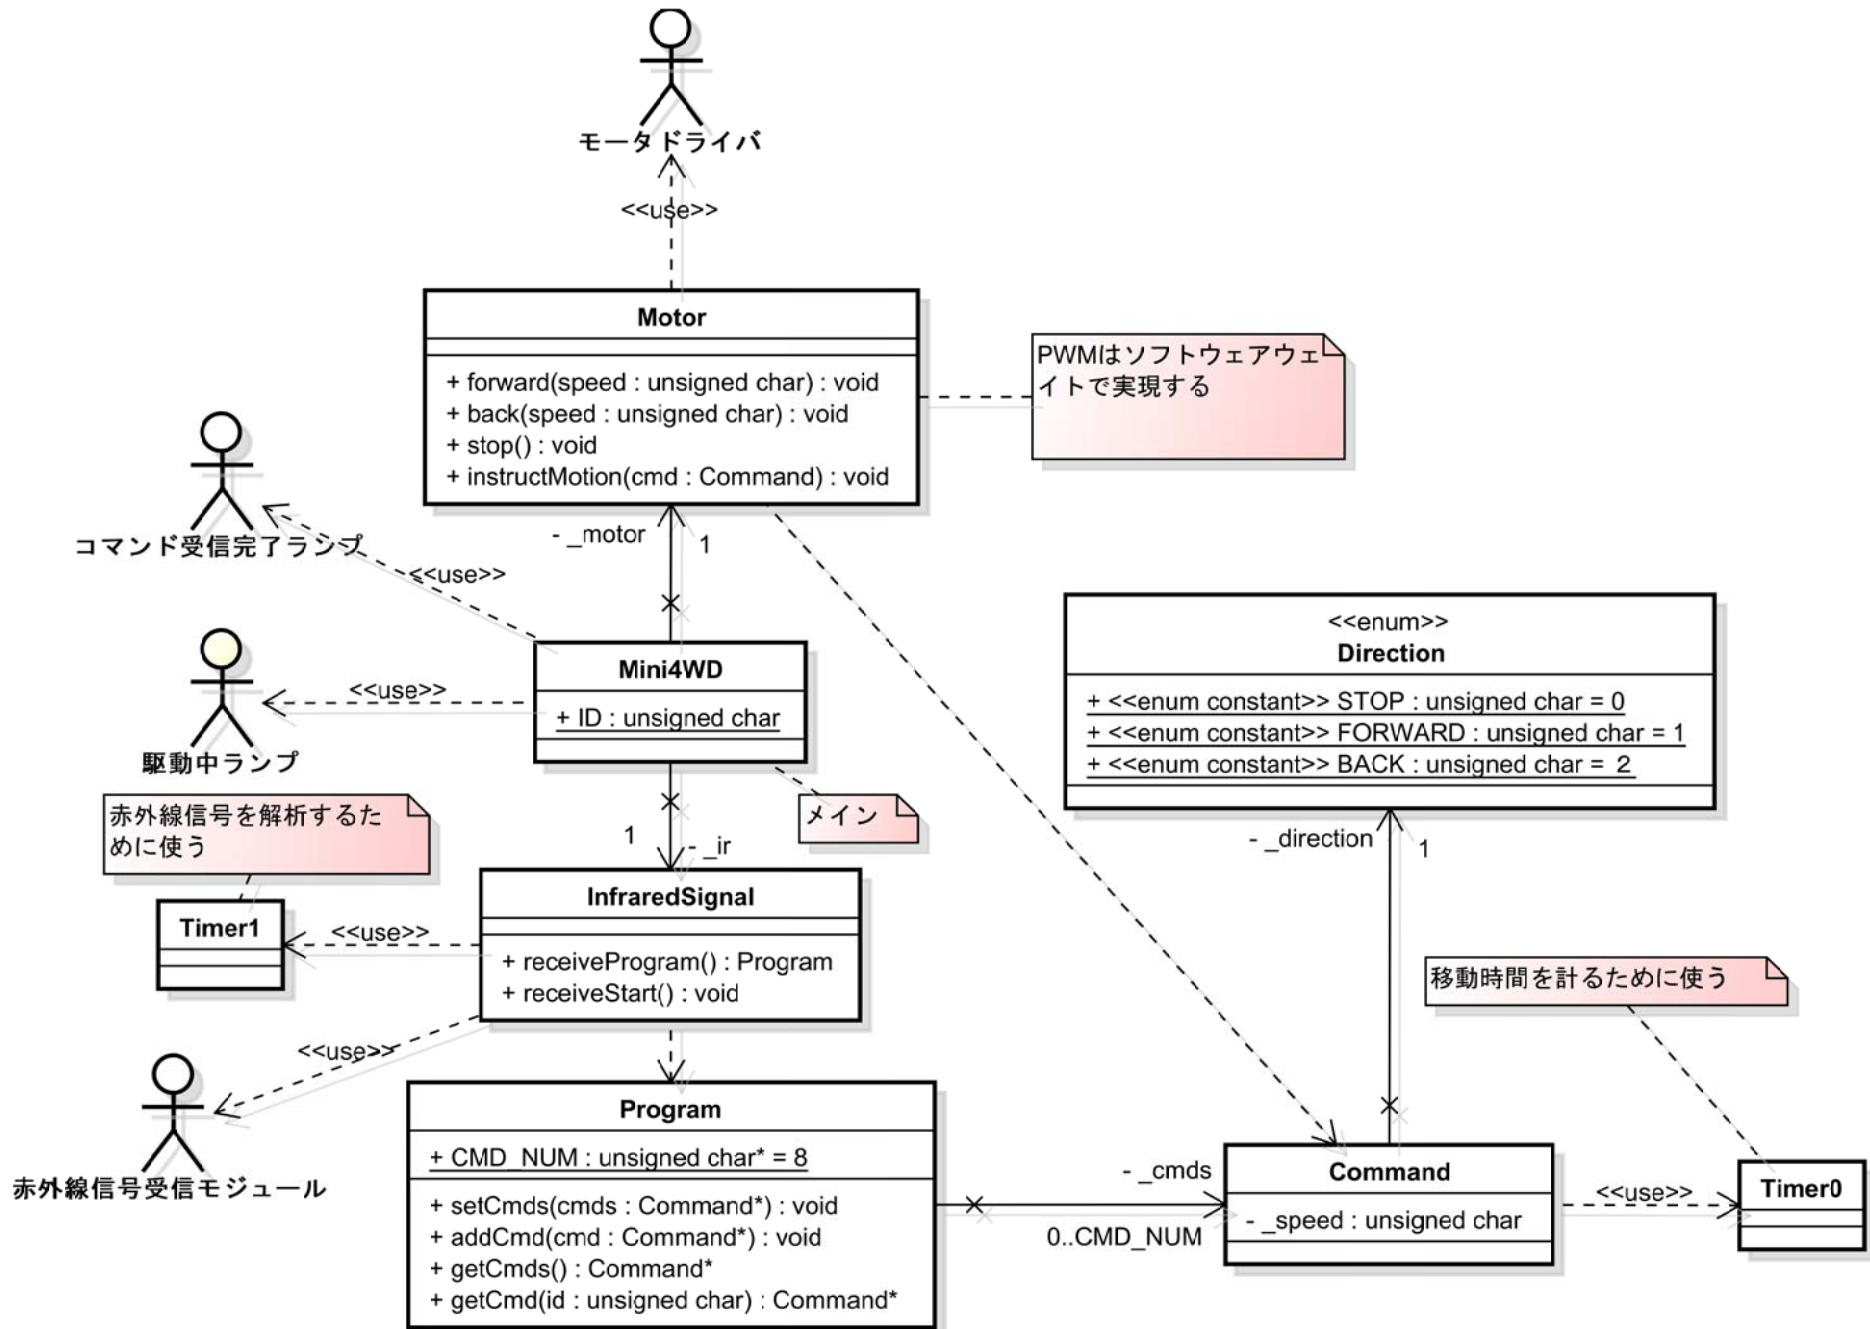 モータドライバ
<<use>>
Motor
+ forward(speed : unsigned char) : void
+ back(speed : unsigned char) : void
+ stop() : void
+ instructMotion(cmd : Command) : void
PWMはソフトウェアウェ
イトで実現する
コマンド受信完了ランプ
<<use>>
- _motor
1
駆動中ランプ
<<use>>
Mini4WD
+ ID : unsigned char
メイン
<<enum>>
Direction
+ <<enum constant>> STOP : unsigned char = 0
+ <<enum constant>> FORWARD : unsigned char = 1
+ <<enum constant>> BACK : unsigned char = 2
赤外線信号を解析するた
めに使う
1
- _ir
- _direction
1
Timer1
<<use>>
InfraredSignal
+ receiveProgram() : Program
+ receiveStart() : void
移動時間を計るために使う
<<use>>
赤外線信号受信モジュール
Program
+ CMD_NUM : unsigned char* = 8
+ setCmds(cmds : Command*) : void
+ addCmd(cmd : Command*) : void
+ getCmds() : Command*
+ getCmd(id : unsigned char) : Command*
- _cmds
0..CMD_NUM
Command
- _speed : unsigned char
<<use>>
Timer0